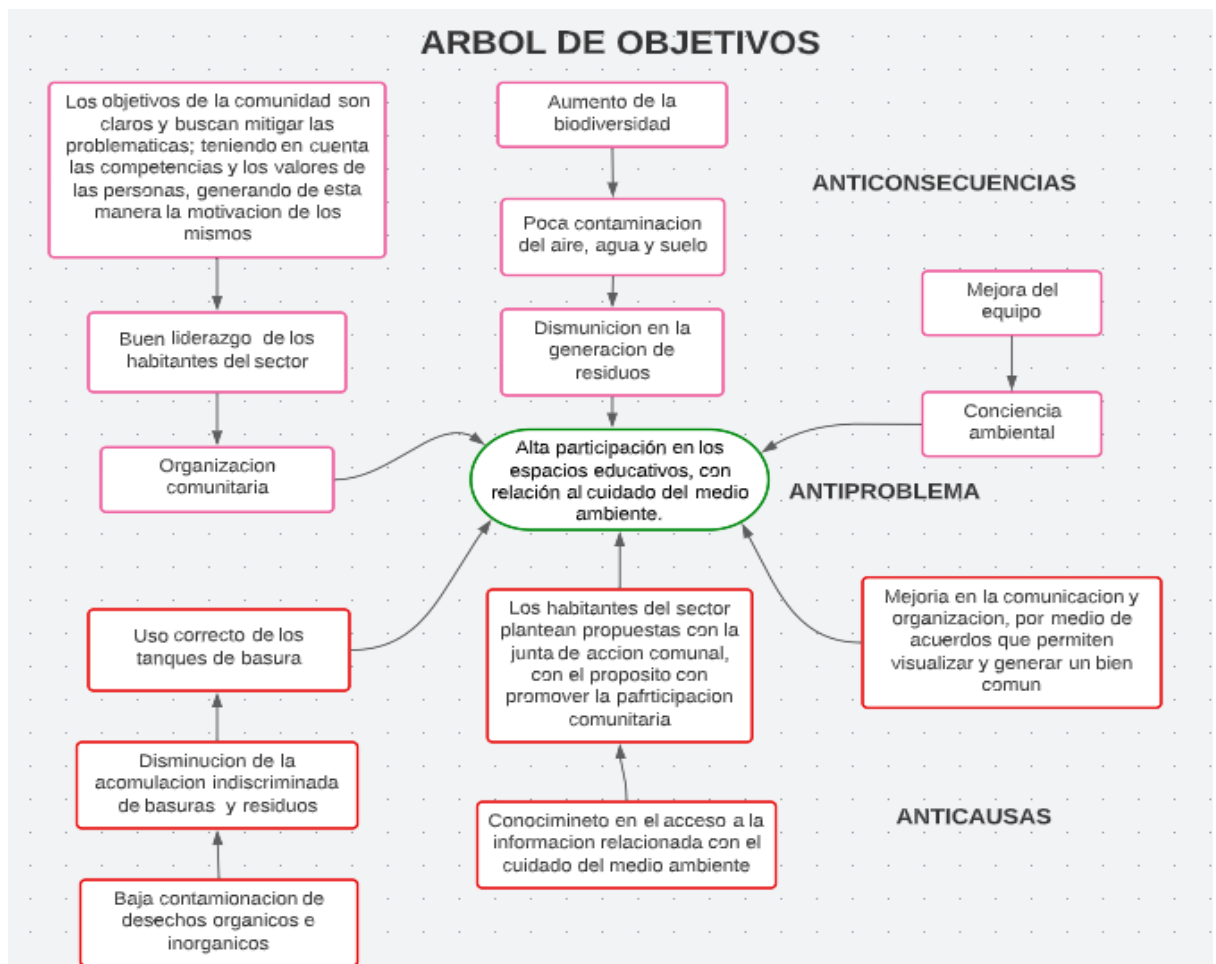 ARBOL DE OBJETIVOS
Los objetivos de la comunidad son
claros y buscan mitigar las
problematicas; teniendo en cuenta
las competencias y los valores de
las personas, generando de esta
manera la motivacion de los
mismos
Buen liderazgo de los
habitantes del sector
Organizacion
comunitaria
Aumento de la
biodiversidad
Poca contaminacion
del aire, agua y suelo
Dismunicion en la
generacion de
residuos
ANTICONSECUENCIAS
Mejora del
equipo
Conciencia
ambiental
Alta participación en los
espacios educativos, con
relación al cuidado del medio
ambiente.
ANTIPROBLEMA
Uso correcto de los
tanques de basura
Disminucion de la
acomulacion indiscriminada
de basuras y residuos
Baja contamionacion de
desechos organicos e
inorganicos
Los habitantes del sector
plantean propuestas con la
junta de accion comunal,
con el proposito con
promover la pafrticipacion
comunitaria
Conocimineto en el acceso a la
informacion relacionada con el
cuidado del medio ambiente
Mejoria en la comunicacion y
organizacion, por medio de
acuerdos que permiten
visualizar y generar un bien
comun
ANTICAUSAS